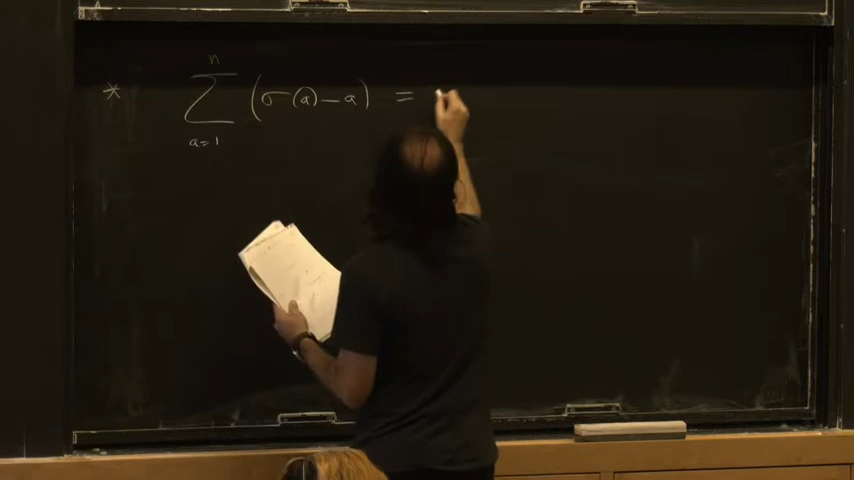 * n∑a=1 (σ(a) – a) =